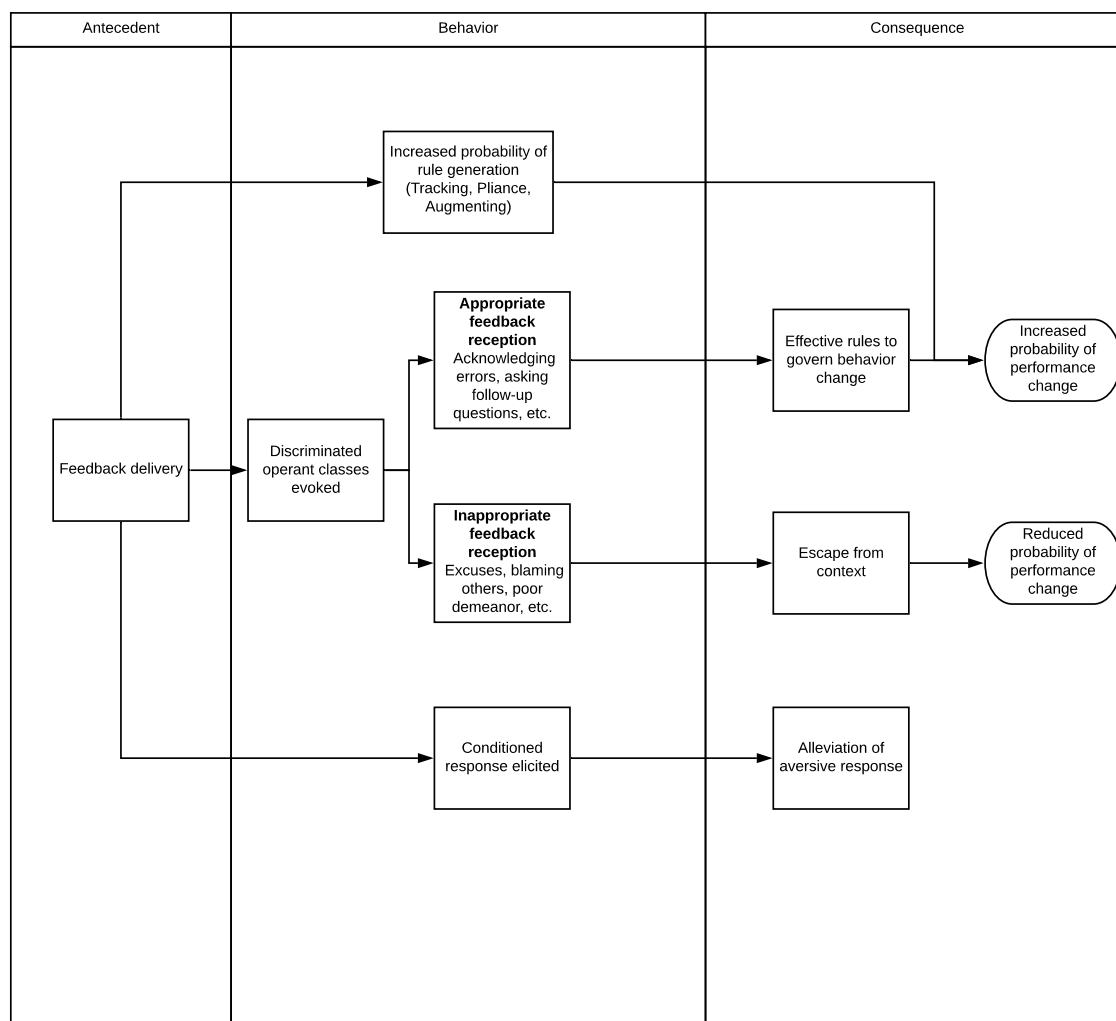 Antecedent
Behavior
Consequence
Increased probability of
rule generation
(Tracking, Pliance,
Augmenting)
Appropriate
feedback
reception
Acknowledging
errors, asking
follow-up
questions, etc.
Effective rules to
govern behavior
change
Increased
probability of
performance
change
Feedback delivery
Discriminated
operant classes
evoked
Inappropriate
feedback
reception
Excuses, blaming
others, poor
demeanor, etc.
Escape from
context
Reduced
probability of
performance
change
Conditioned
response elicited
Alleviation of
aversive response